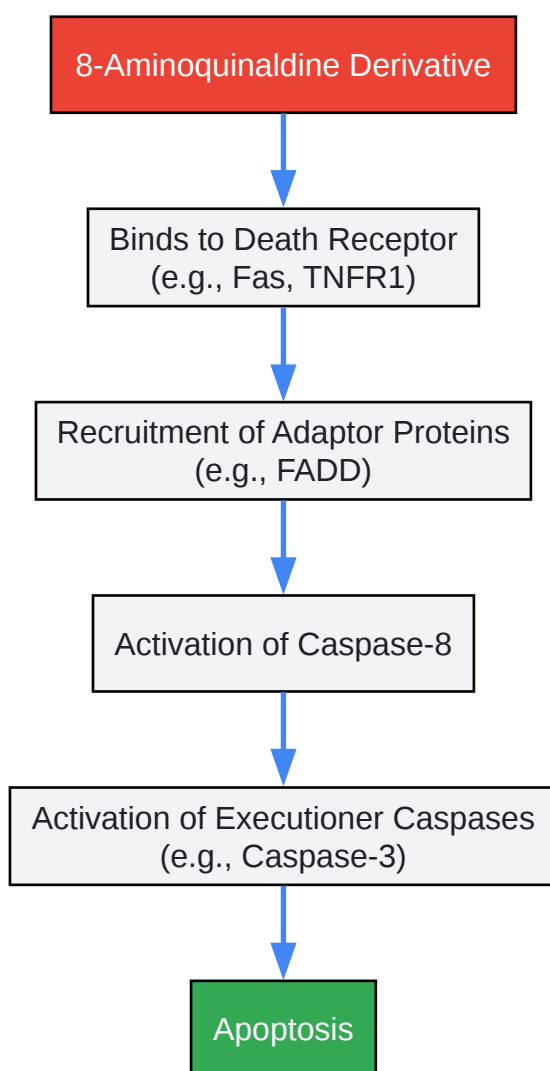 8-Aminoquinaldine Derivative
Binds to Death Receptor
(e.g., Fas, TNFR1)
Recruitment of Adaptor Proteins
(e.g., FADD)
Activation of Caspase-8
Activation of Executioner Caspases
(e.g., Caspase-3)
Apoptosis